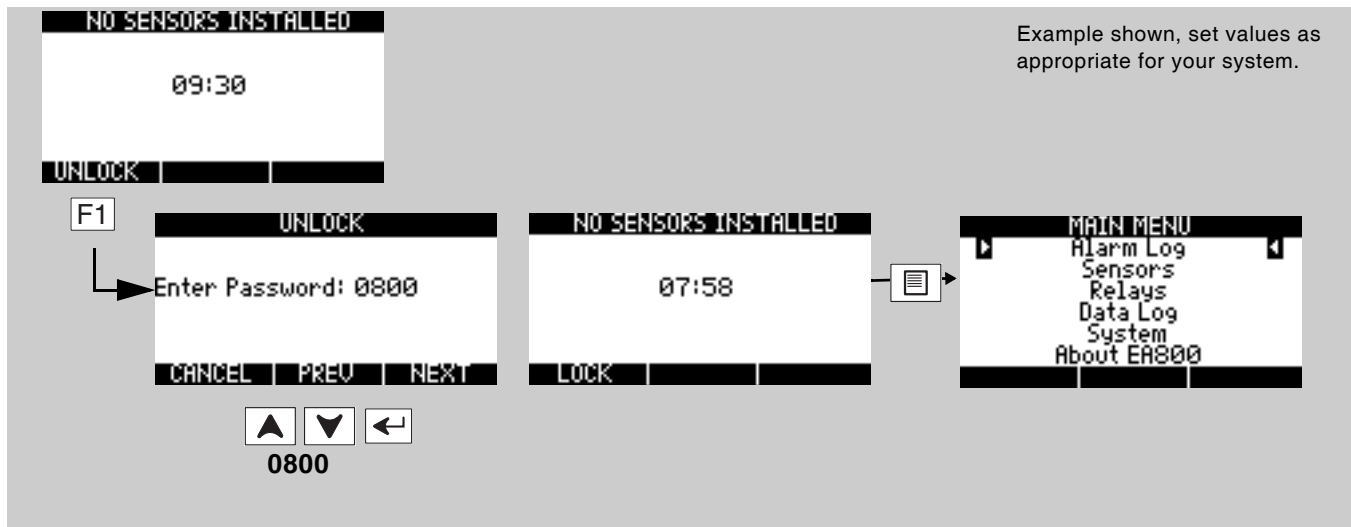 NO SENSORS INSTALLED
09:30
UNLOCK
Example shown, set values as
appropriate for your system.
F1
UNLOCK
Enter Password: 0800
CANCEL PREV NEXT
0800
NO SENSORS INSTALLED
07:58
LOCK
MAIN MENU
Alarm Log
Sensors
Relays
Data Log
System
About EA800